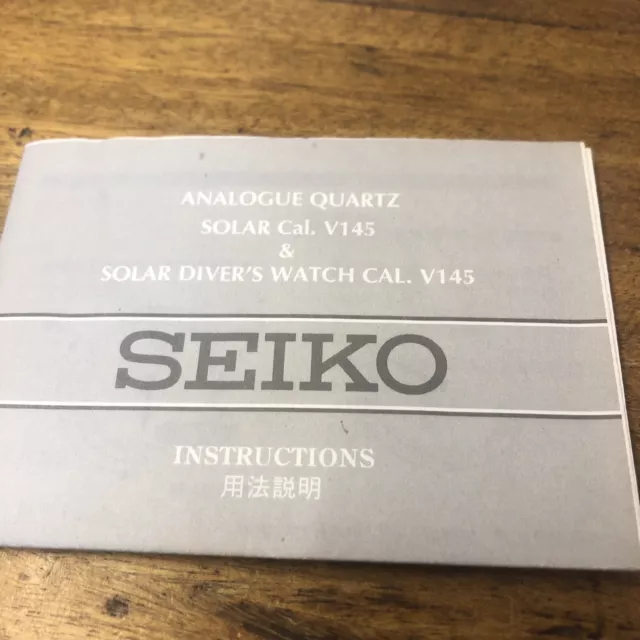 ANALOGUE QUARTZ
SOLAR Cal. V145
&
SOLAR DIVER'S WATCH CAL. V145
SEIKO
INSTRUCTIONS
用法説明